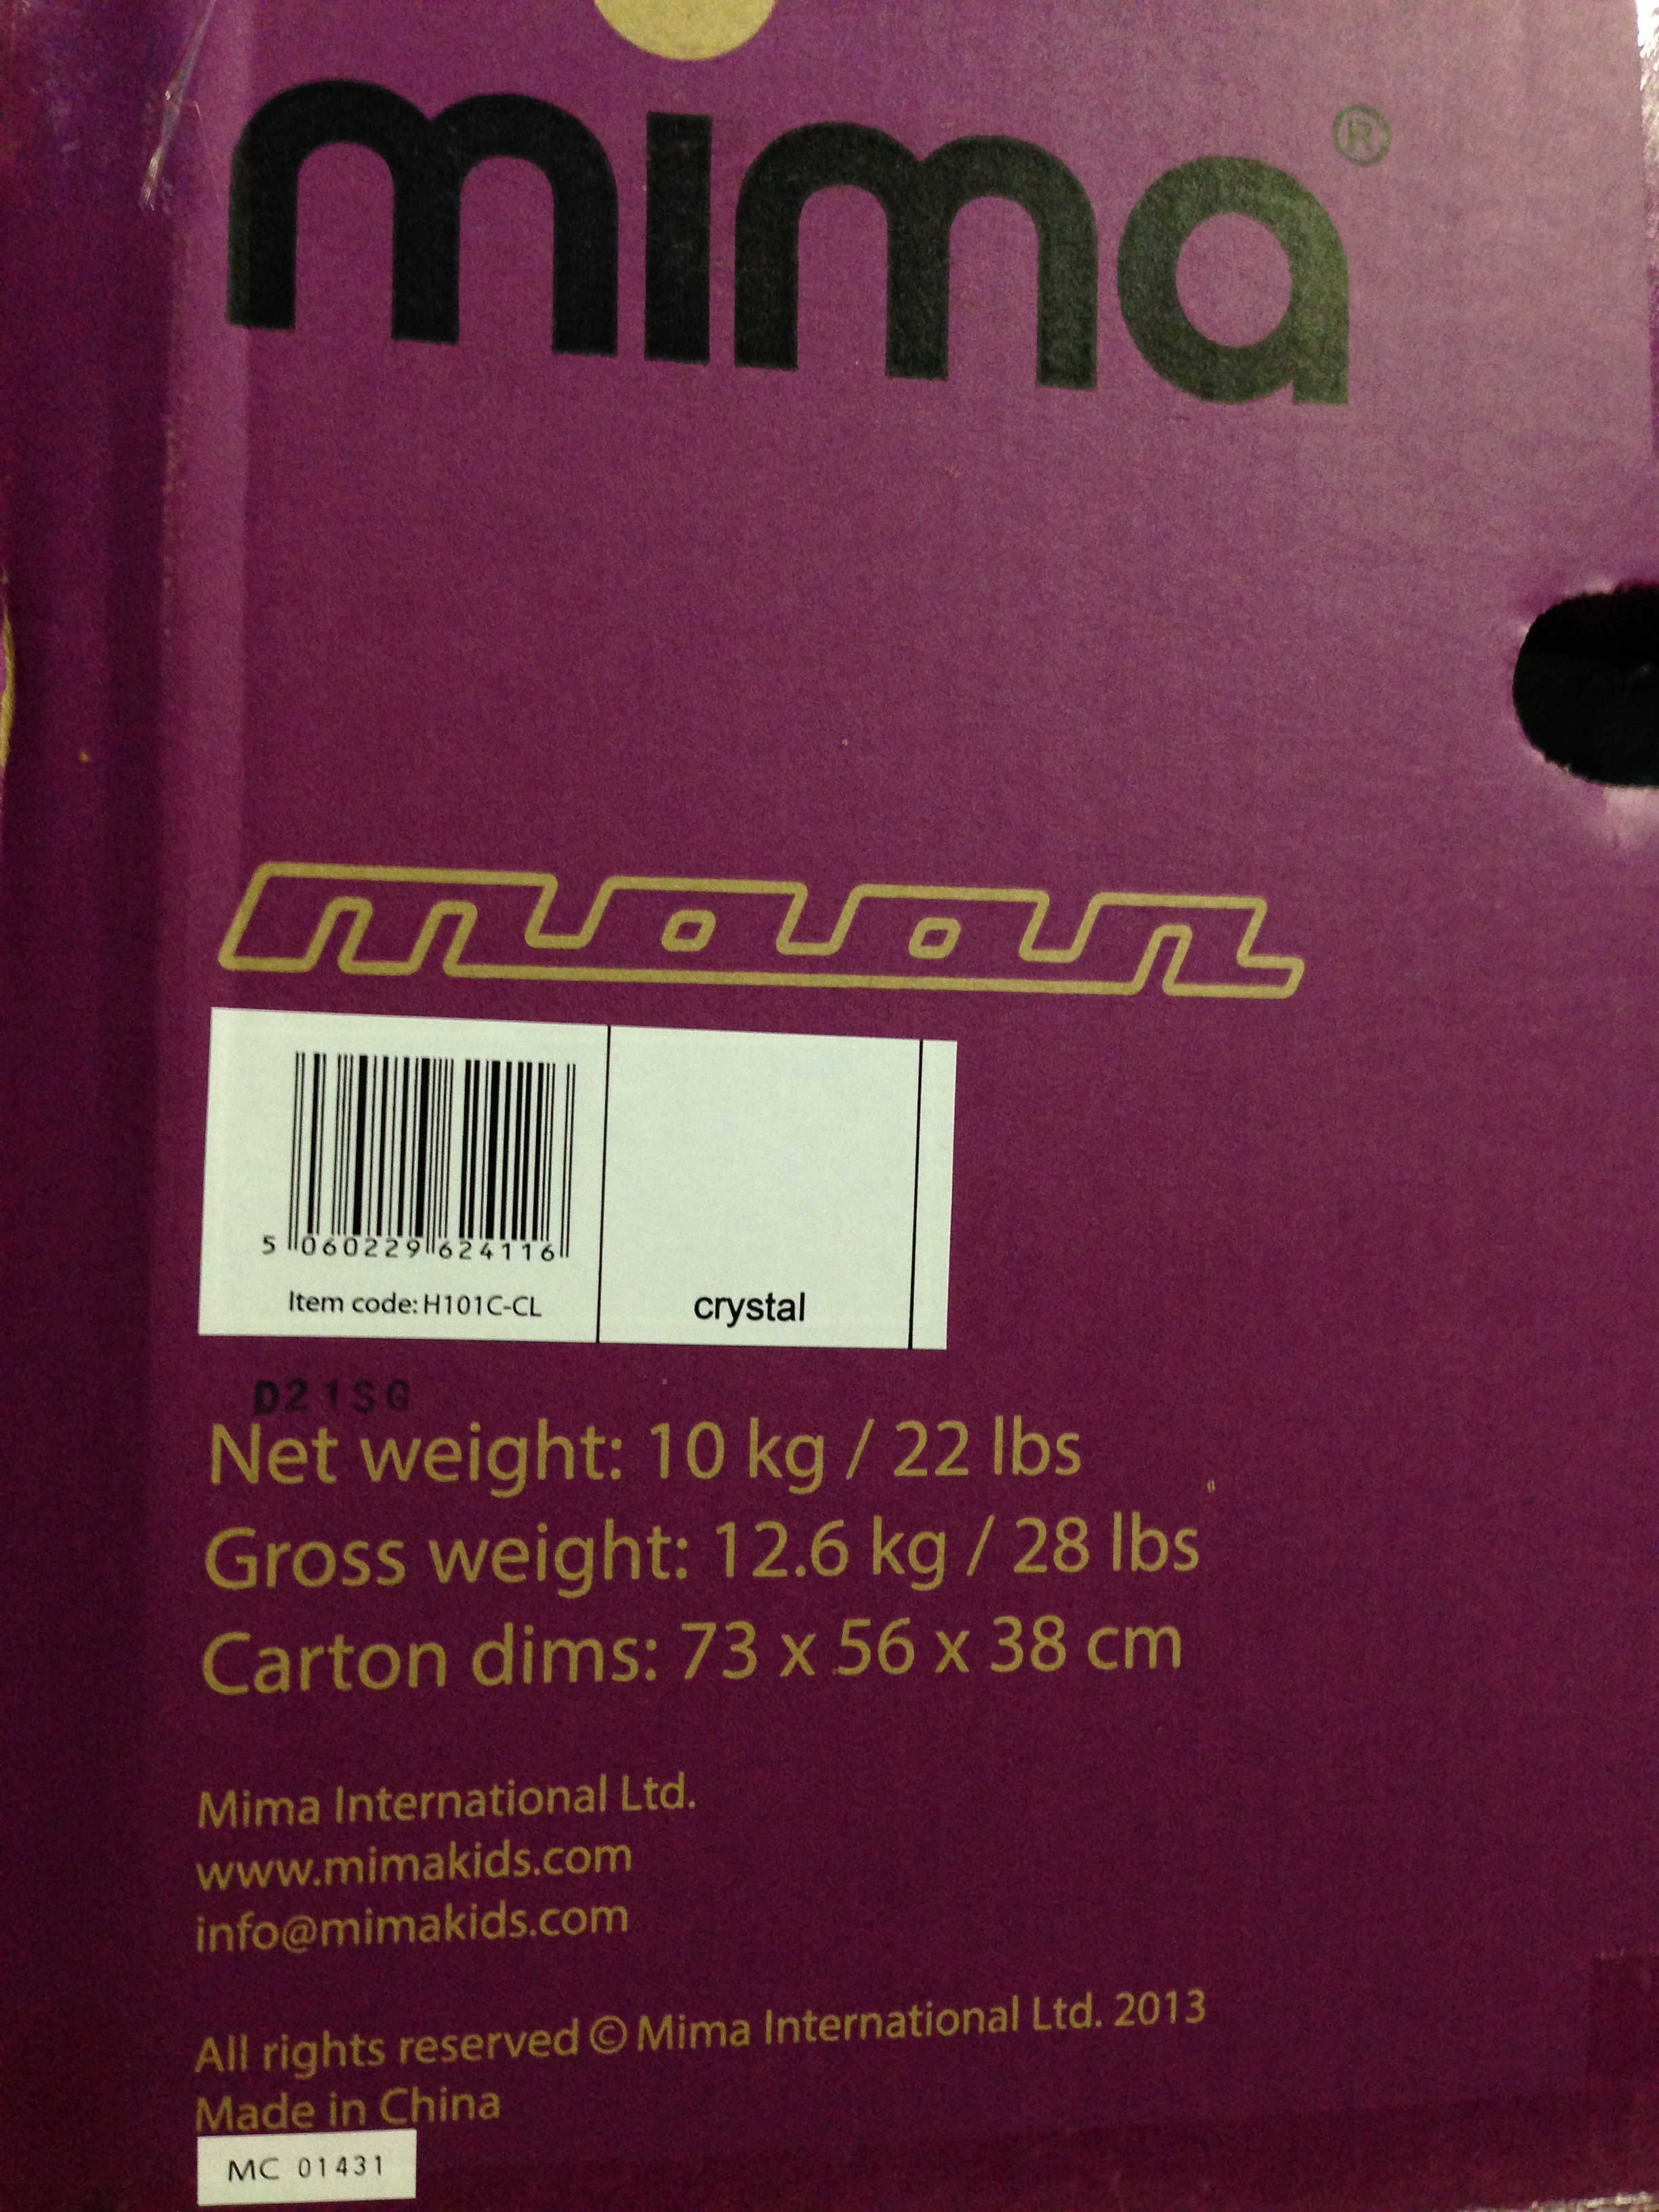 mima®
moon
5 060229 624116
Item code: H101C-CL
crystal
D21SG
Net weight: 10 kg / 22 lbs
Gross weight: 12.6 kg / 28 lbs
Carton dims: 73 x 56 x 38 cm
Mima International Ltd.
www.mimakids.com
info@mimakids.com
All rights reserved © Mima International Ltd. 2013
Made in China
MC 01431